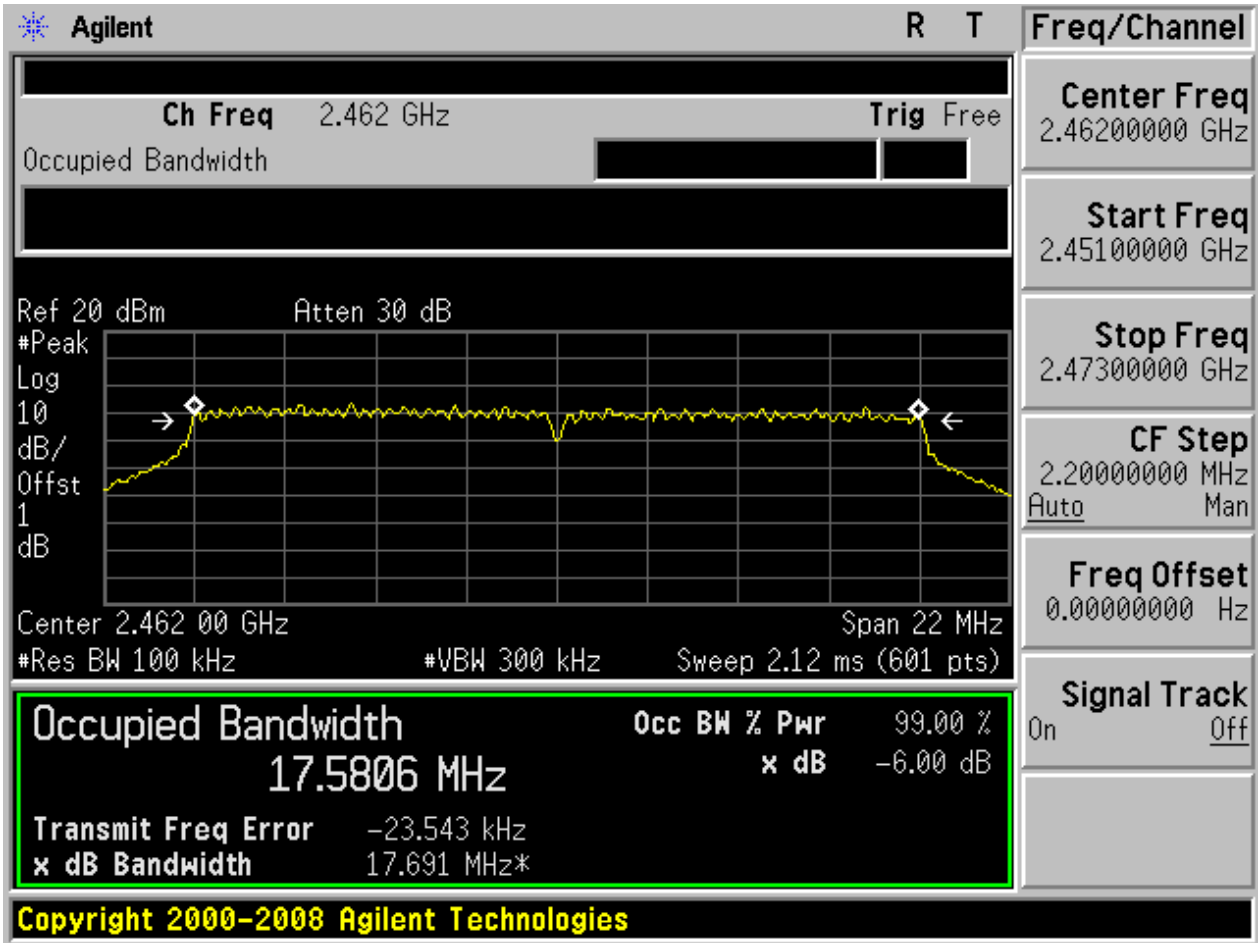 Agilent R T
Ch Freq 2.462 GHz Trig Free
Occupied Bandwidth
Ref 20 dBm Atten 30 dB
#Peak
Log
10
dB/
Offst
1
dB
Center 2.462 00 GHz Span 22 MHz
#Res BW 100 kHz #VBW 300 kHz Sweep 2.12 ms (601 pts)
Occupied Bandwidth
17.5806 MHz
Occ BW % Pwr 99.00 %
x dB -6.00 dB
Transmit Freq Error -23.543 kHz
x dB Bandwidth 17.691 MHz*
Copyright 2000-2008 Agilent Technologies
Freq/Channel
Center Freq
2.46200000 GHz
Start Freq
2.45100000 GHz
Stop Freq
2.47300000 GHz
CF Step
2.20000000 MHz
Auto Man
Freq Offset
0.00000000 Hz
Signal Track
On Off